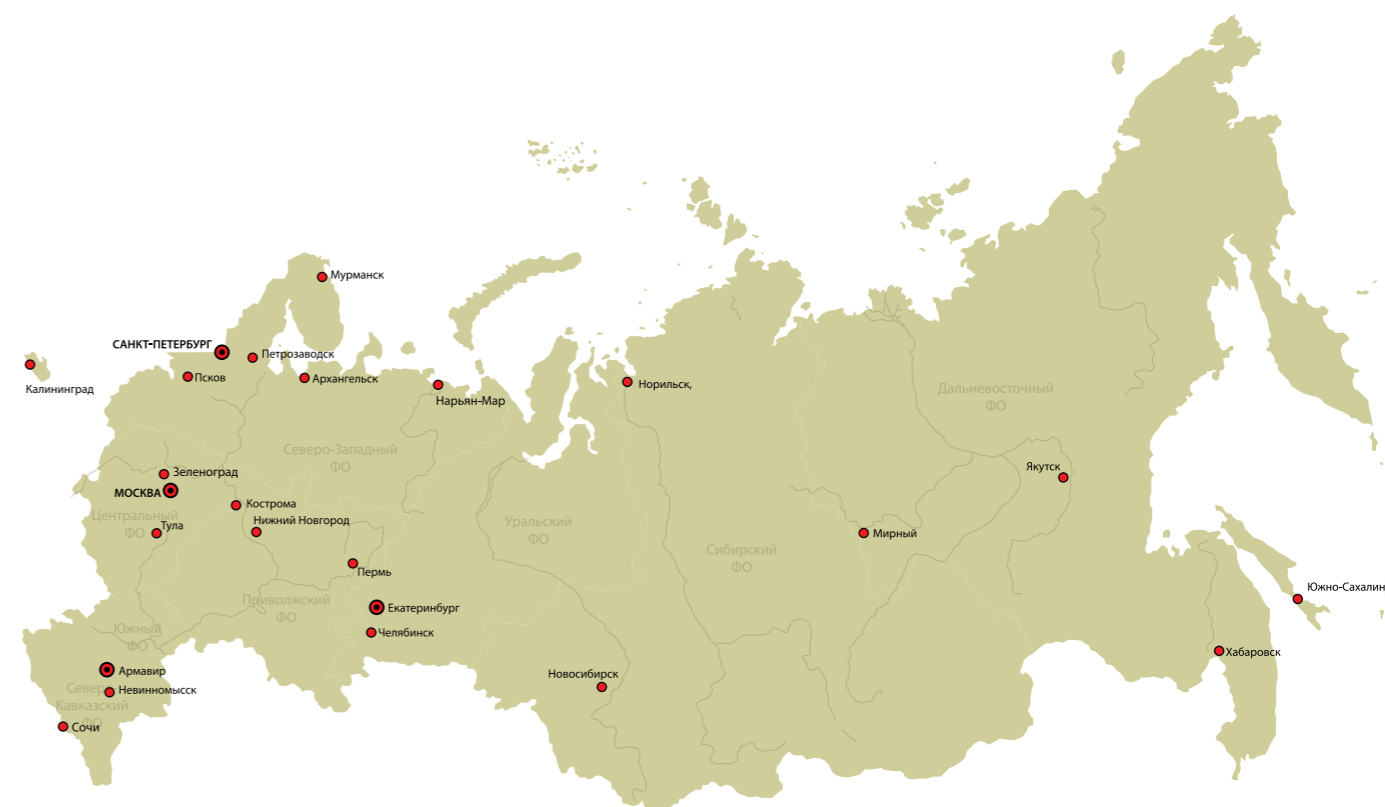 Мурманск
САНКТ-ПЕТЕРБУРГ
Петрозаводск
Калининград
Псков
Архангельск
Нарьян-Мар
Норильск,
Дальневосточный
ФО
Северо-Западный
ФО
Зеленоград
МОСКВА
Якутск
Кострома
Центральный
ФО
Тула
Нижний Новгород
Уральский
ФО
Мирный
Сибирский
ФО
Пермь
Южно-Сахалин
Приволжский
ФО
Екатеринбург
Южный
ФО
Челябинск
Хабаровск
Армавир
Новосибирск
Северо
Кавказский
ФО
Невинномысск
Сочи